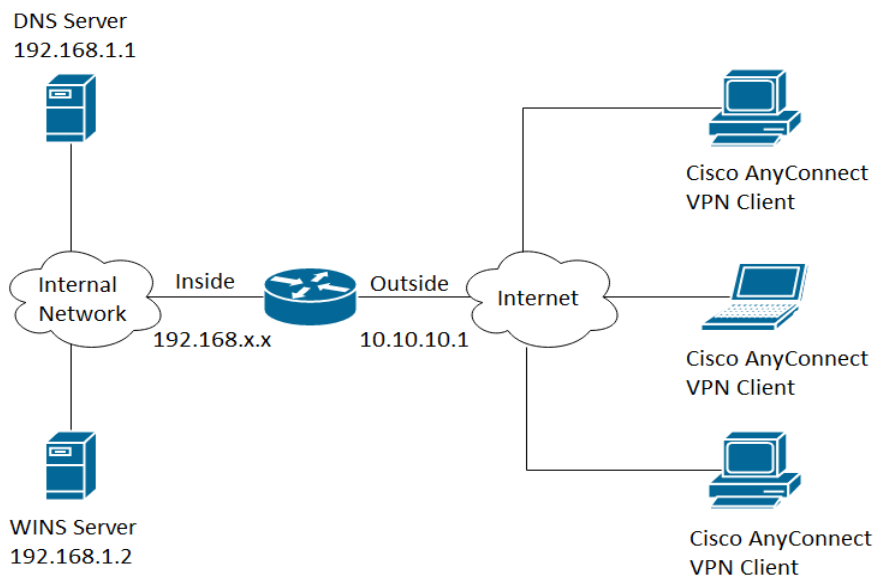 DNS Server
192.168.1.1
Cisco AnyConnect
VPN Client
Internal
Network
Inside
192.168.x.x
Outside
10.10.10.1
Internet
Cisco AnyConnect
VPN Client
WINS Server
192.168.1.2
Cisco AnyConnect
VPN Client